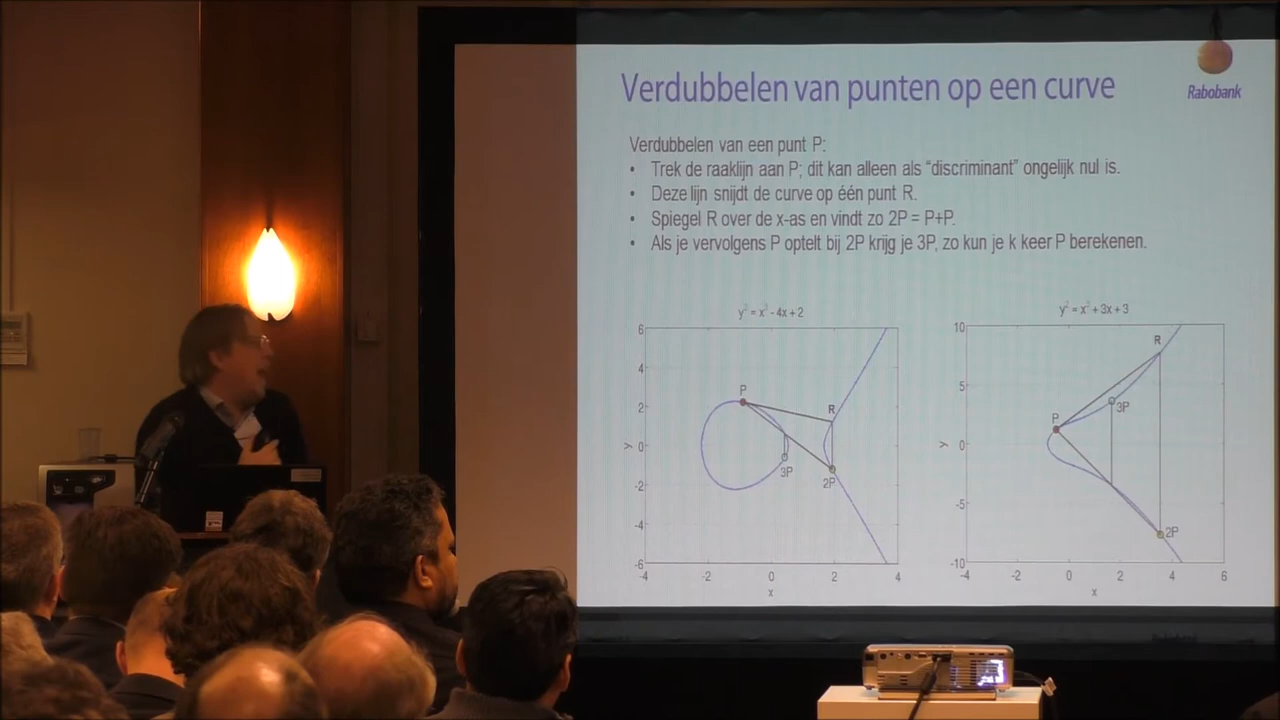 Verdubbelen van punten op een curve
Rabobank
Verdubbelen van een punt P:
• Trek de raaklijn aan P; dit kan alleen als “discriminant” ongelijk nul is.
• Deze lijn snijdt de curve op één punt R.
• Spiegel R over de x-as en vindt zo 2P = P+P.
• Als je vervolgens P optelt bij 2P krijg je 3P, zo kun je k keer P berekenen.
y² = x³ - 4x + 2
6
4
2
0
-2
-4
-6
y
P
R
3P
2P
-4 -2 0 2 4
x
y² = x³ + 3x + 3
10
5
0
-5
-10
y
R
P
3P
2P
-4 -2 0 2 4 6
x